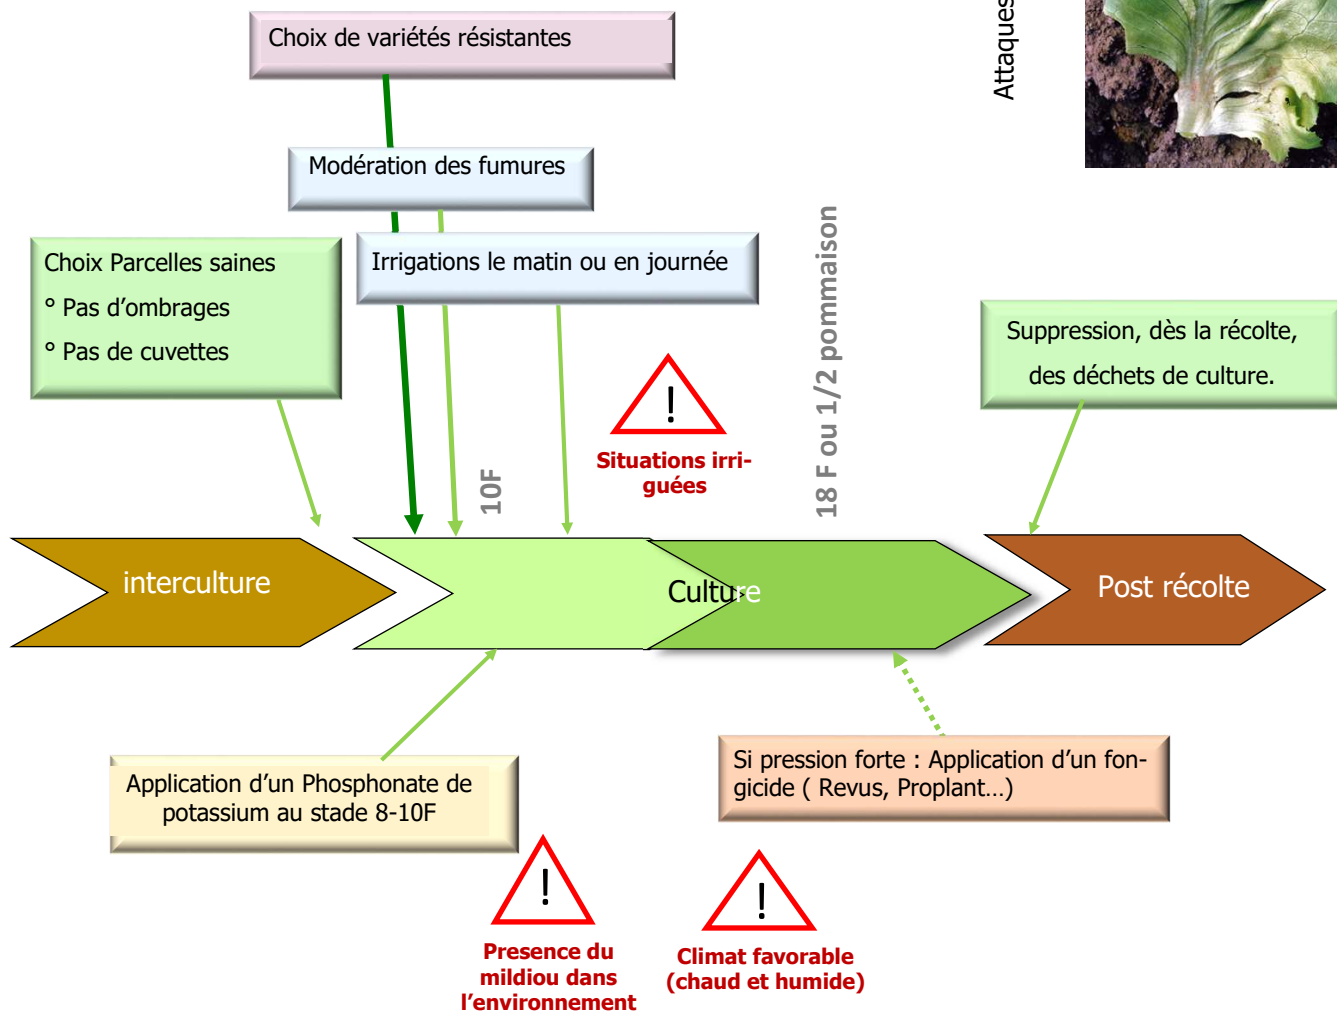 Attaques
Choix de variétés résistantes
Modération des fumures
Irrigations le matin ou en journée
Choix Parcelles saines
° Pas d’ombrages
° Pas de cuvettes
Suppression, dès la récolte,
des déchets de culture.
Situations irri-
guées
10F
18 F ou 1/2 pommaison
interculture
Culture
Post récolte
Application d’un Phosphonate de
potassium au stade 8-10F
Si pression forte : Application d’un fon-
gicide ( Revus, Proplant…)
!
!
!
Presence du
mildiou dans
l’environnement
Climat favorable
(chaud et humide)